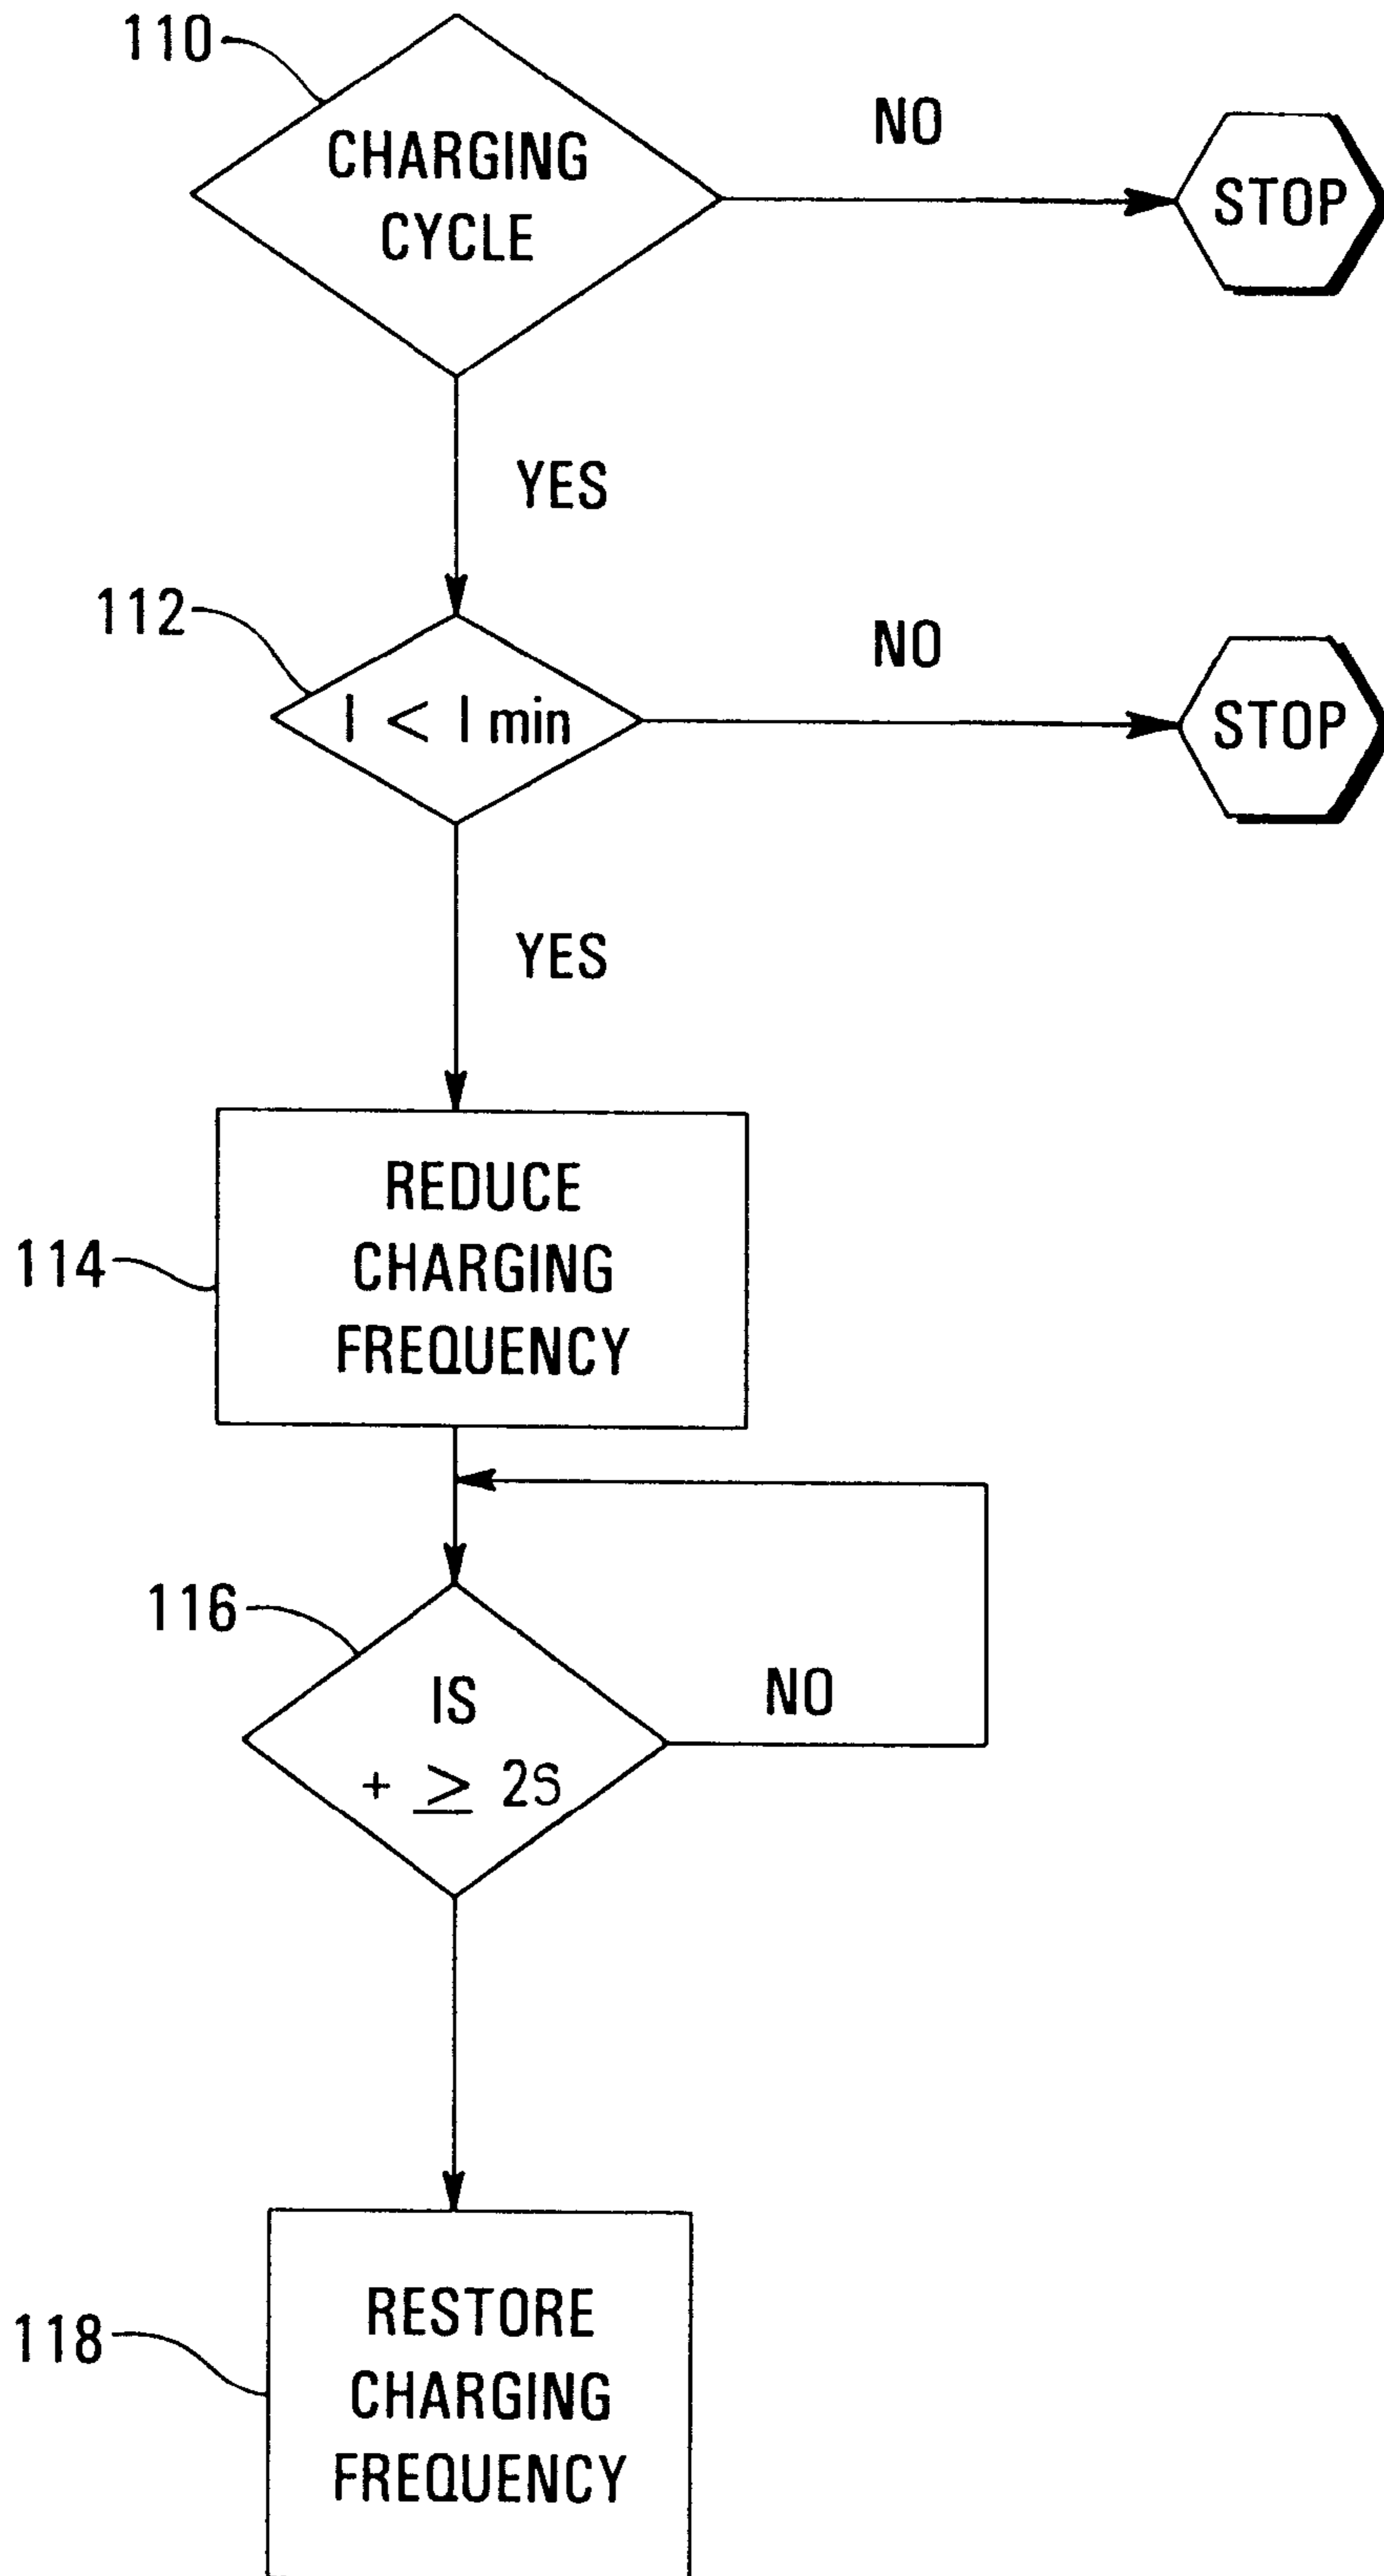 110
CHARGING
CYCLE
NO
STOP
YES
112
I < I min
NO
STOP
YES
114
REDUCE
CHARGING
FREQUENCY
116
IS
+ ≥ 2S
NO
118
RESTORE
CHARGING
FREQUENCY